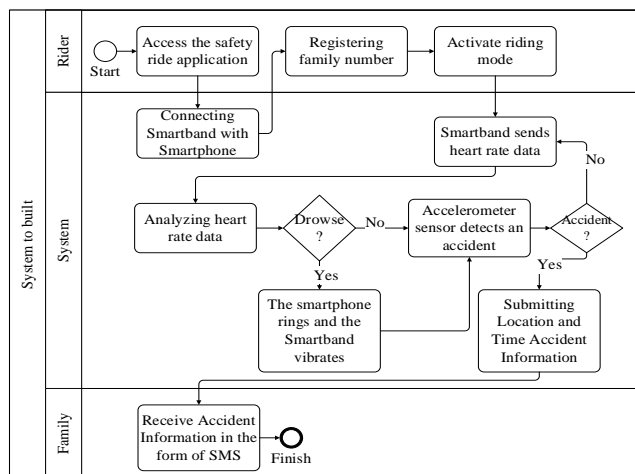 System to built
Rider
Start
Access the safety
ride application
Registering
family number
Activate riding
mode
System
Connecting
Smartband with
Smartphone
Smartband sends
heart rate data
No
Analyzing heart
rate data
Drowse
?
No
Accelerometer
sensor detects an
accident
Accident
?
Yes
Yes
The smartphone
rings and the
Smartband
vibrates
Submitting
Location and
Time Accident
Information
Family
Receive Accident
Information in the
form of SMS
Finish